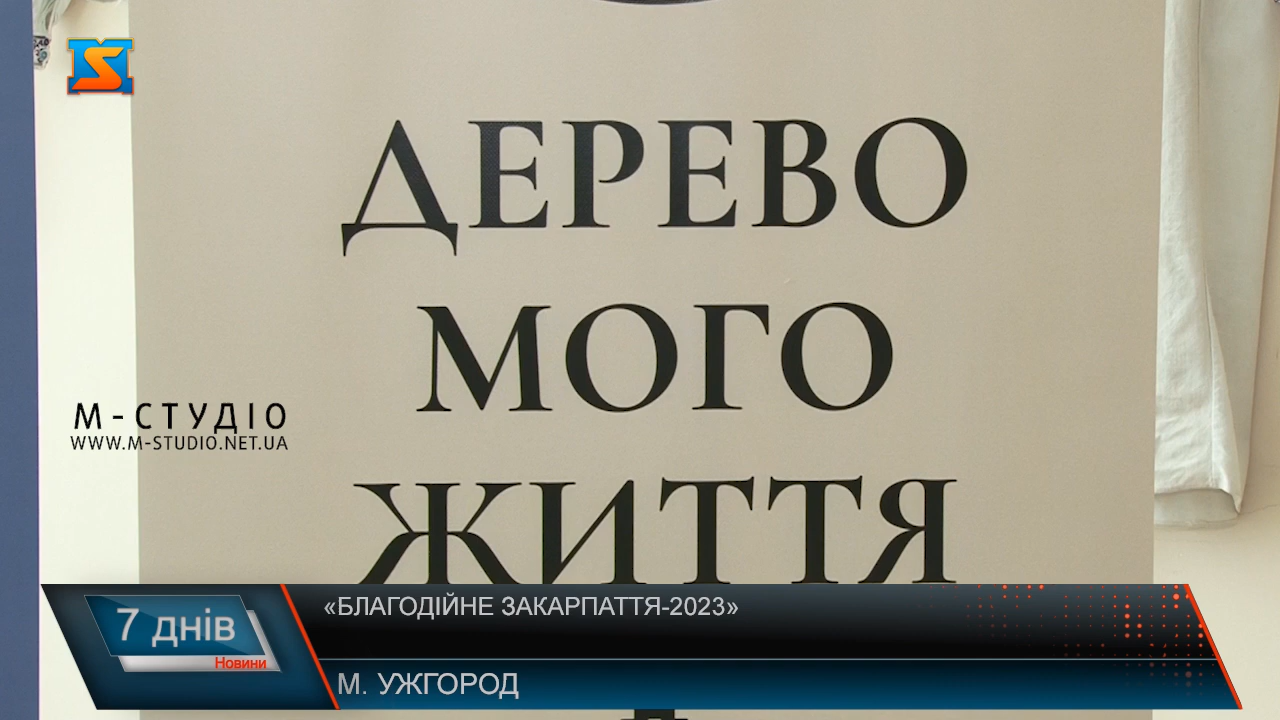 ДЕРЕВО
МОГО
ЖИТТЯ
М-СТУДІО
WWW.M-STUDIO.NET.UA
7 днів
Новини
«БЛАГОДІЙНЕ ЗАКАРПАТТЯ-2023»
М. УЖГОРОД